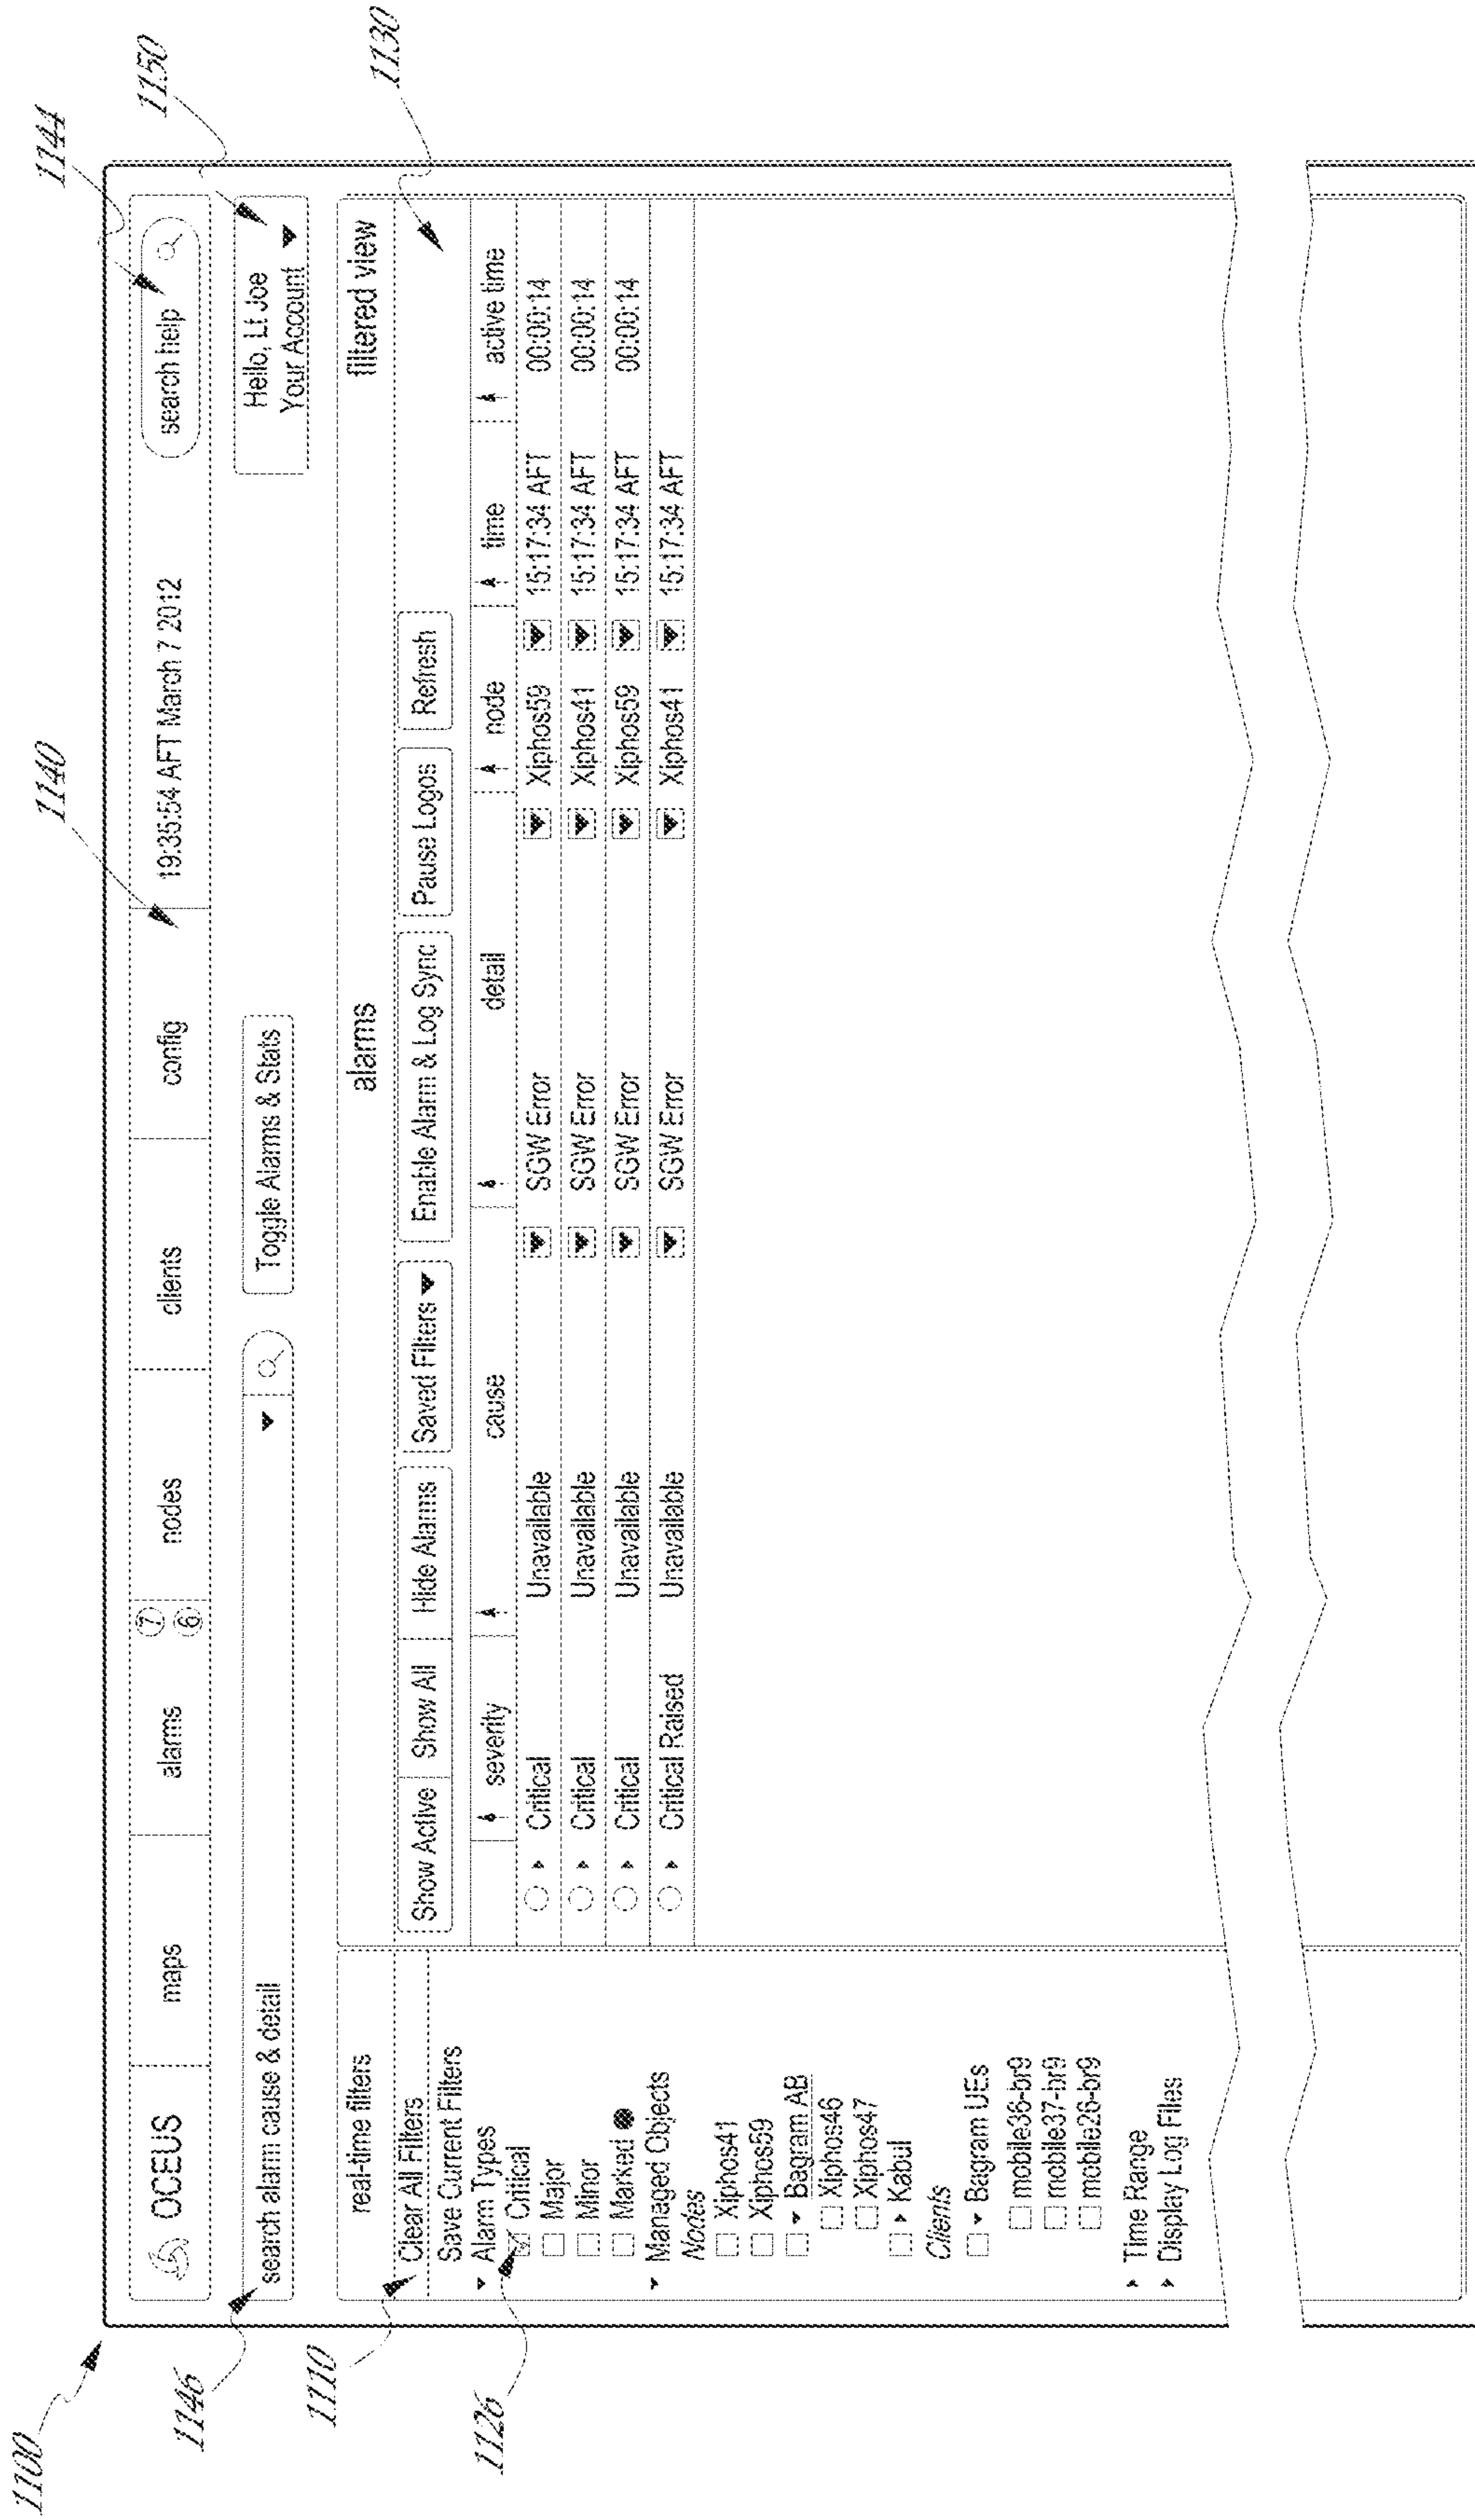 1100
1146
1140
1144
1150
OCEUS
maps
alarms
7
6
nodes
clients
config
19:35:54 AFT March 7 2012
search help
search alarm cause & detail
Toggle Alarms & Stats
Hello, Lt Joe
Your Account
1110
1126
real-time filters
Clear All Filters
Save Current Filters
Alarm Types
Critical
Major
Minor
Marked
Managed Objects
Nodes
Xiphos41
Xiphos59
Bagram AB
Xiphos46
Xiphos47
Kabul
Clients
Bagram UEs
mobile36-br9
mobile37-br9
mobile26-br9
Time Range
Display Log Files
alarms
filtered view
1130
Show Active Show All Hide Alarms Saved Filters Enable Alarm & Log Sync Pause Logos Refresh
severity cause detail node time active time
Critical Unavailable SGW Error Xiphos59 15:17:34 AFT 00:00:14
Critical Unavailable SGW Error Xiphos41 15:17:34 AFT 00:00:14
Critical Unavailable SGW Error Xiphos59 15:17:34 AFT 00:00:14
Critical Raised Unavailable SGW Error Xiphos41 15:17:34 AFT